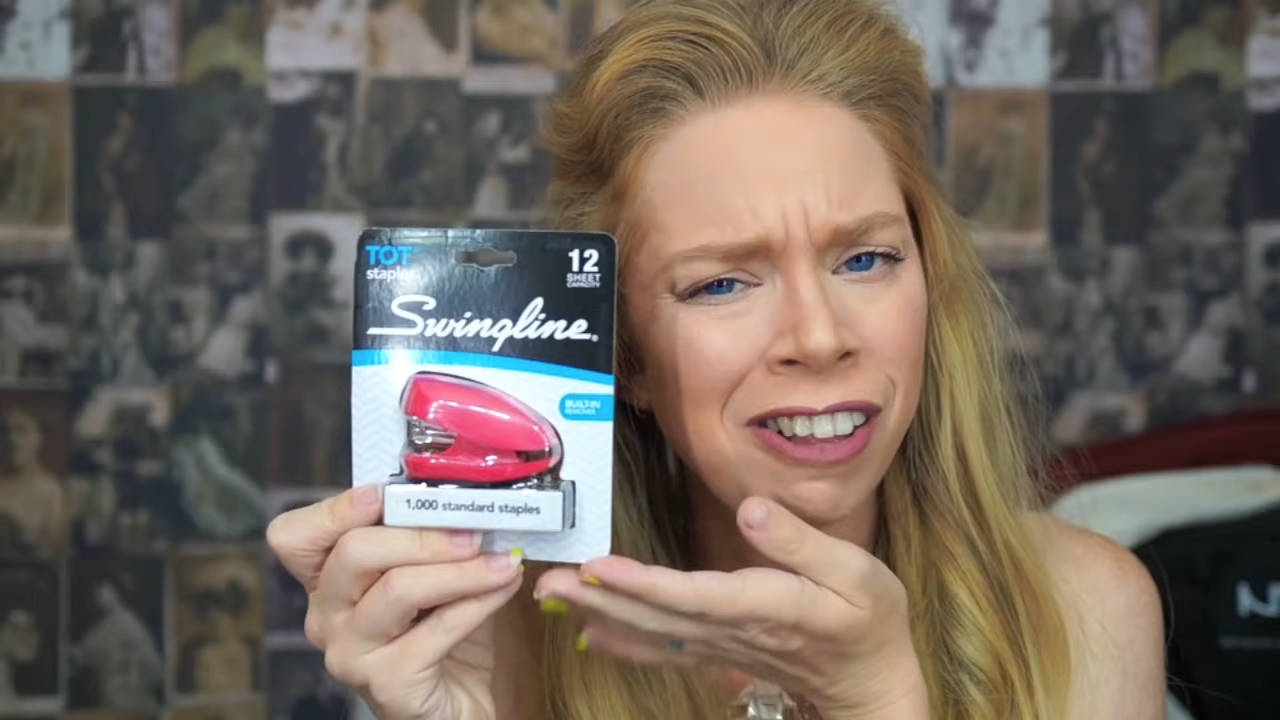 TOT
stapler
12
SHEET
CAPACITY
Swingline®
BUILT-IN
REMOVER
1,000 standard staples